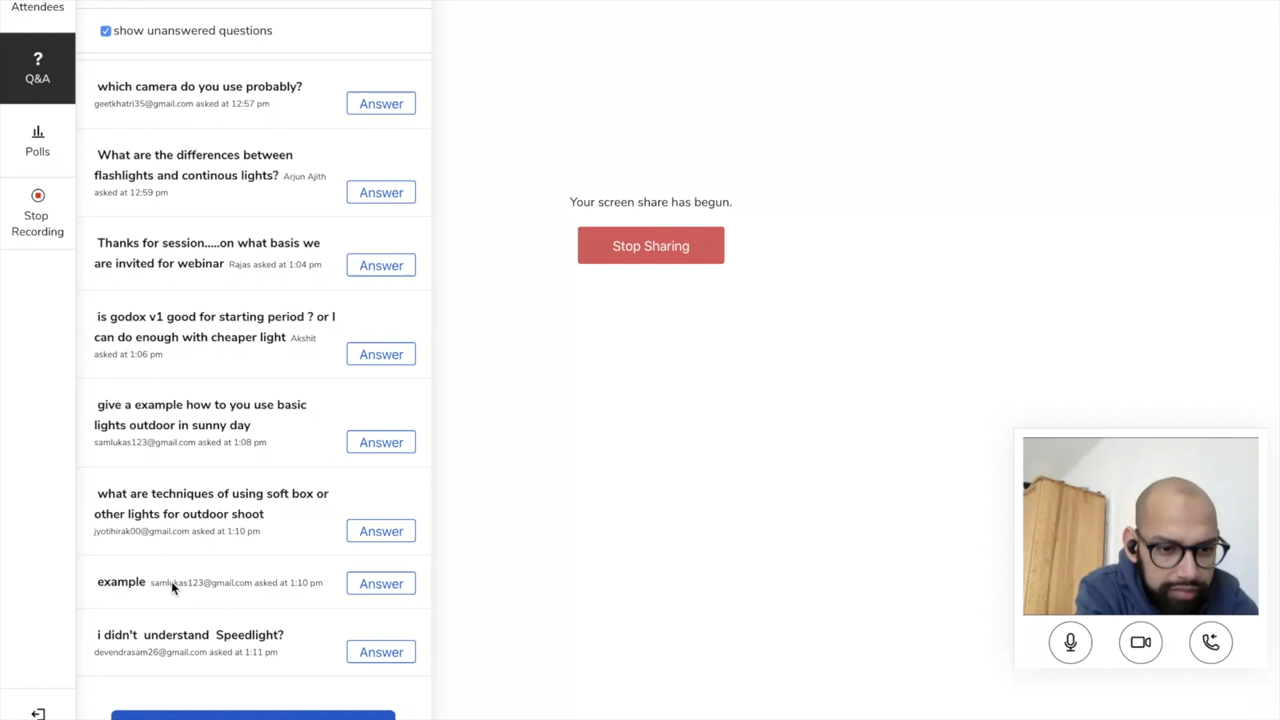 Attendees
?
Q&A
Polls
Stop
Recording
show unanswered questions
which camera do you use probably?
geetkhatri35@gmail.com asked at 12:57 pm
Answer
What are the differences between
flashlights and continous lights? Arjun Ajith
asked at 12:59 pm
Answer
Thanks for session.....on what basis we
are invited for webinar Rajas asked at 1:04 pm
Answer
is godox v1 good for starting period ? or I
can do enough with cheaper light Akshit
asked at 1:06 pm
Answer
give a example how to you use basic
lights outdoor in sunny day
samlukas123@gmail.com asked at 1:08 pm
Answer
what are techniques of using soft box or
other lights for outdoor shoot
jyotihirak00@gmail.com asked at 1:10 pm
Answer
example samlukas123@gmail.com asked at 1:10 pm
Answer
i didn't understand Speedlight?
devendrasam26@gmail.com asked at 1:11 pm
Answer
Your screen share has begun.
Stop Sharing